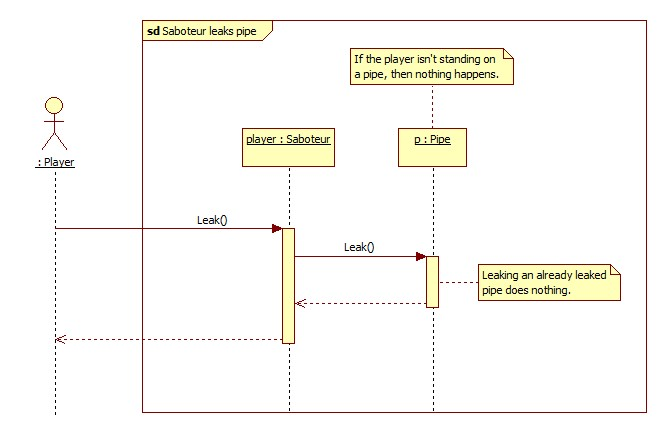 sd Saboteur leaks pipe
If the player isn't standing on
a pipe, then nothing happens.
player : Saboteur
p : Pipe
: Player
Leak()
Leak()
Leaking an already leaked
pipe does nothing.